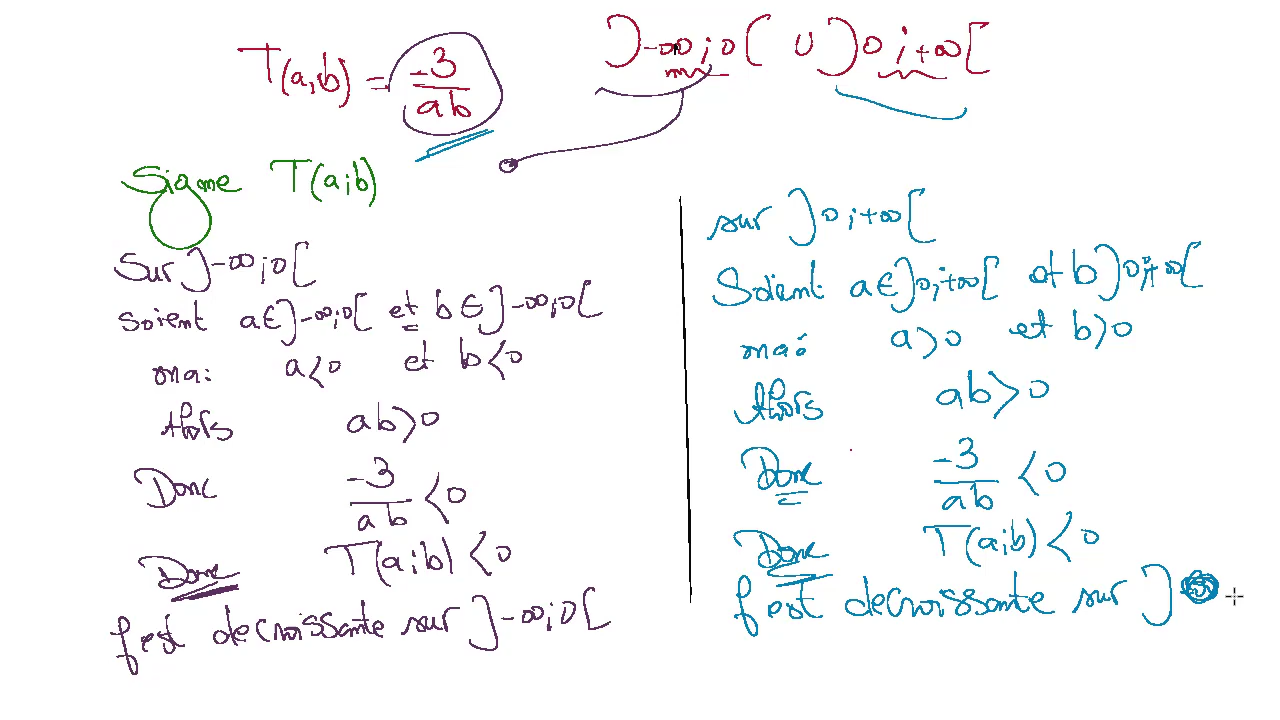 T(a,b) = -3/ab
]-∞;0[ ∪ ]0;+∞[
Signe T(a;b)
Sur ]-∞;0[
soient a∈]-∞;0[ et b∈]-∞;0[
ona: a<0 et b<0
Alors ab>0
Donc -3/ab <0
Donc T(a;b) <0
f est decroissante sur ]-∞;0[
sur ]0;+∞[
Soient a∈]0;+∞[ et b]0;+∞[
ona: a>0 et b>0
Alors ab>0
Donc -3/ab <0
Donc T(a;b) <0
f est decroissante sur ]